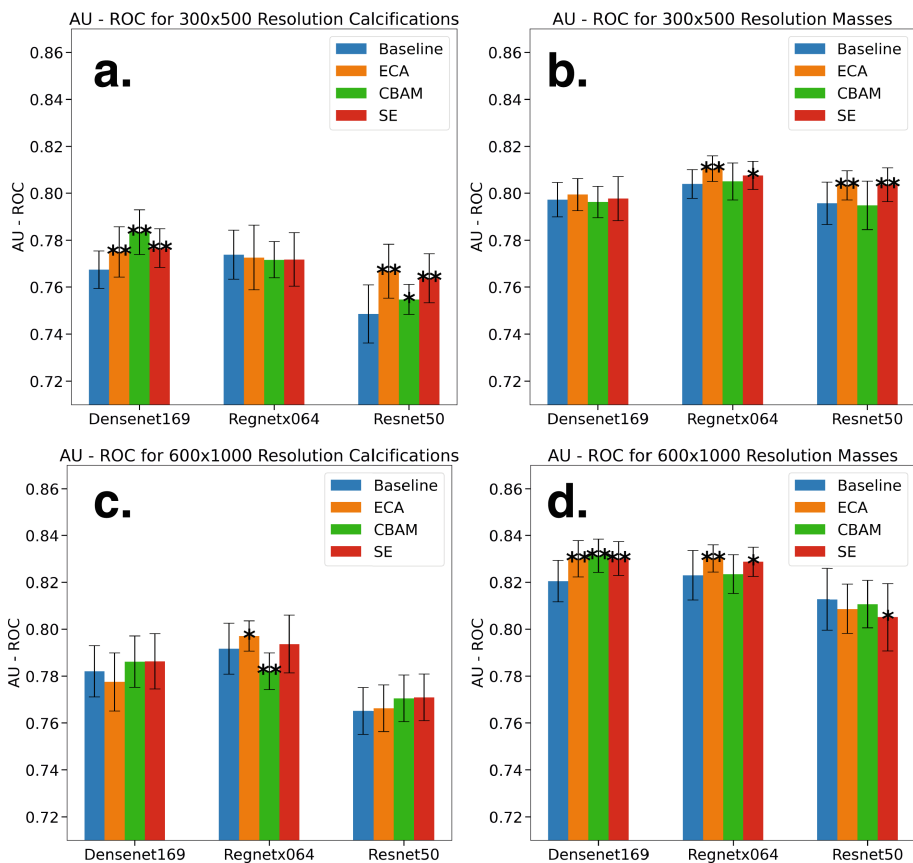 AU - ROC for 300x500 Resolution Calcifications
a.
Baseline
ECA
CBAM
SE
AU - ROC
0.86
0.84
0.82
0.80
0.78
0.76
0.74
0.72
Densenet169 Regnetx064 Resnet50
AU - ROC for 300x500 Resolution Masses
b.
Baseline
ECA
CBAM
SE
AU - ROC
0.86
0.84
0.82
0.80
0.78
0.76
0.74
0.72
Densenet169 Regnetx064 Resnet50
AU - ROC for 600x1000 Resolution Calcifications
c.
Baseline
ECA
CBAM
SE
AU - ROC
0.86
0.84
0.82
0.80
0.78
0.76
0.74
0.72
Densenet169 Regnetx064 Resnet50
AU - ROC for 600x1000 Resolution Masses
d.
Baseline
ECA
CBAM
SE
AU - ROC
0.86
0.84
0.82
0.80
0.78
0.76
0.74
0.72
Densenet169 Regnetx064 Resnet50